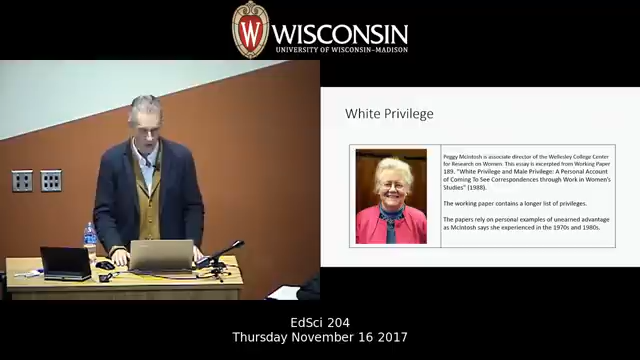 WISCONSIN
UNIVERSITY OF WISCONSIN–MADISON
White Privilege
Peggy McIntosh is associate director of the Wellesley College Center
for Research on Women. This essay is excerpted from Working Paper
189. "White Privilege and Male Privilege: A Personal Account
of Coming To See Correspondences through Work in Women's
Studies" (1988).
The working paper contains a longer list of privileges.
The papers rely on personal examples of unearned advantage
as McIntosh says she experienced in the 1970s and 1980s.
EdSci 204
Thursday November 16 2017